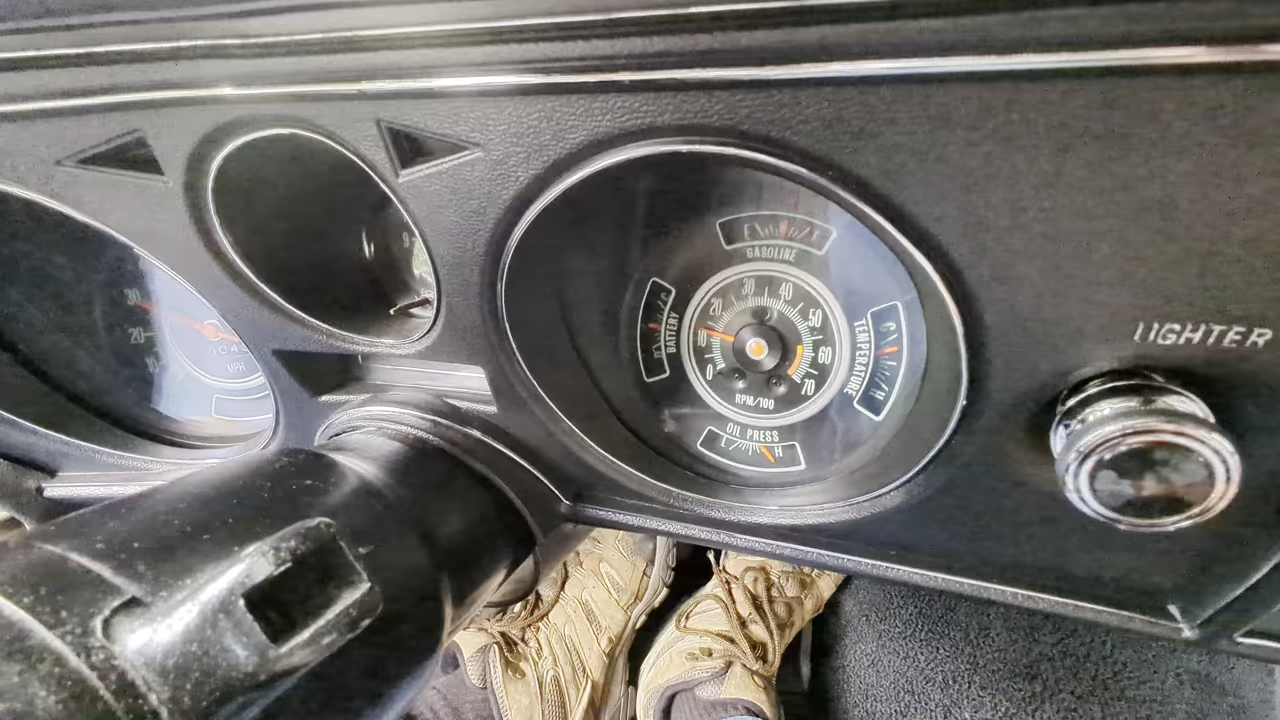 LIGHTER
E F
GASOLINE
30
20
10
MPH
BATTERY
0 10 20 30 40 50 60 70
RPM/100
TEMPERATURE
C H
OIL PRESS
L H